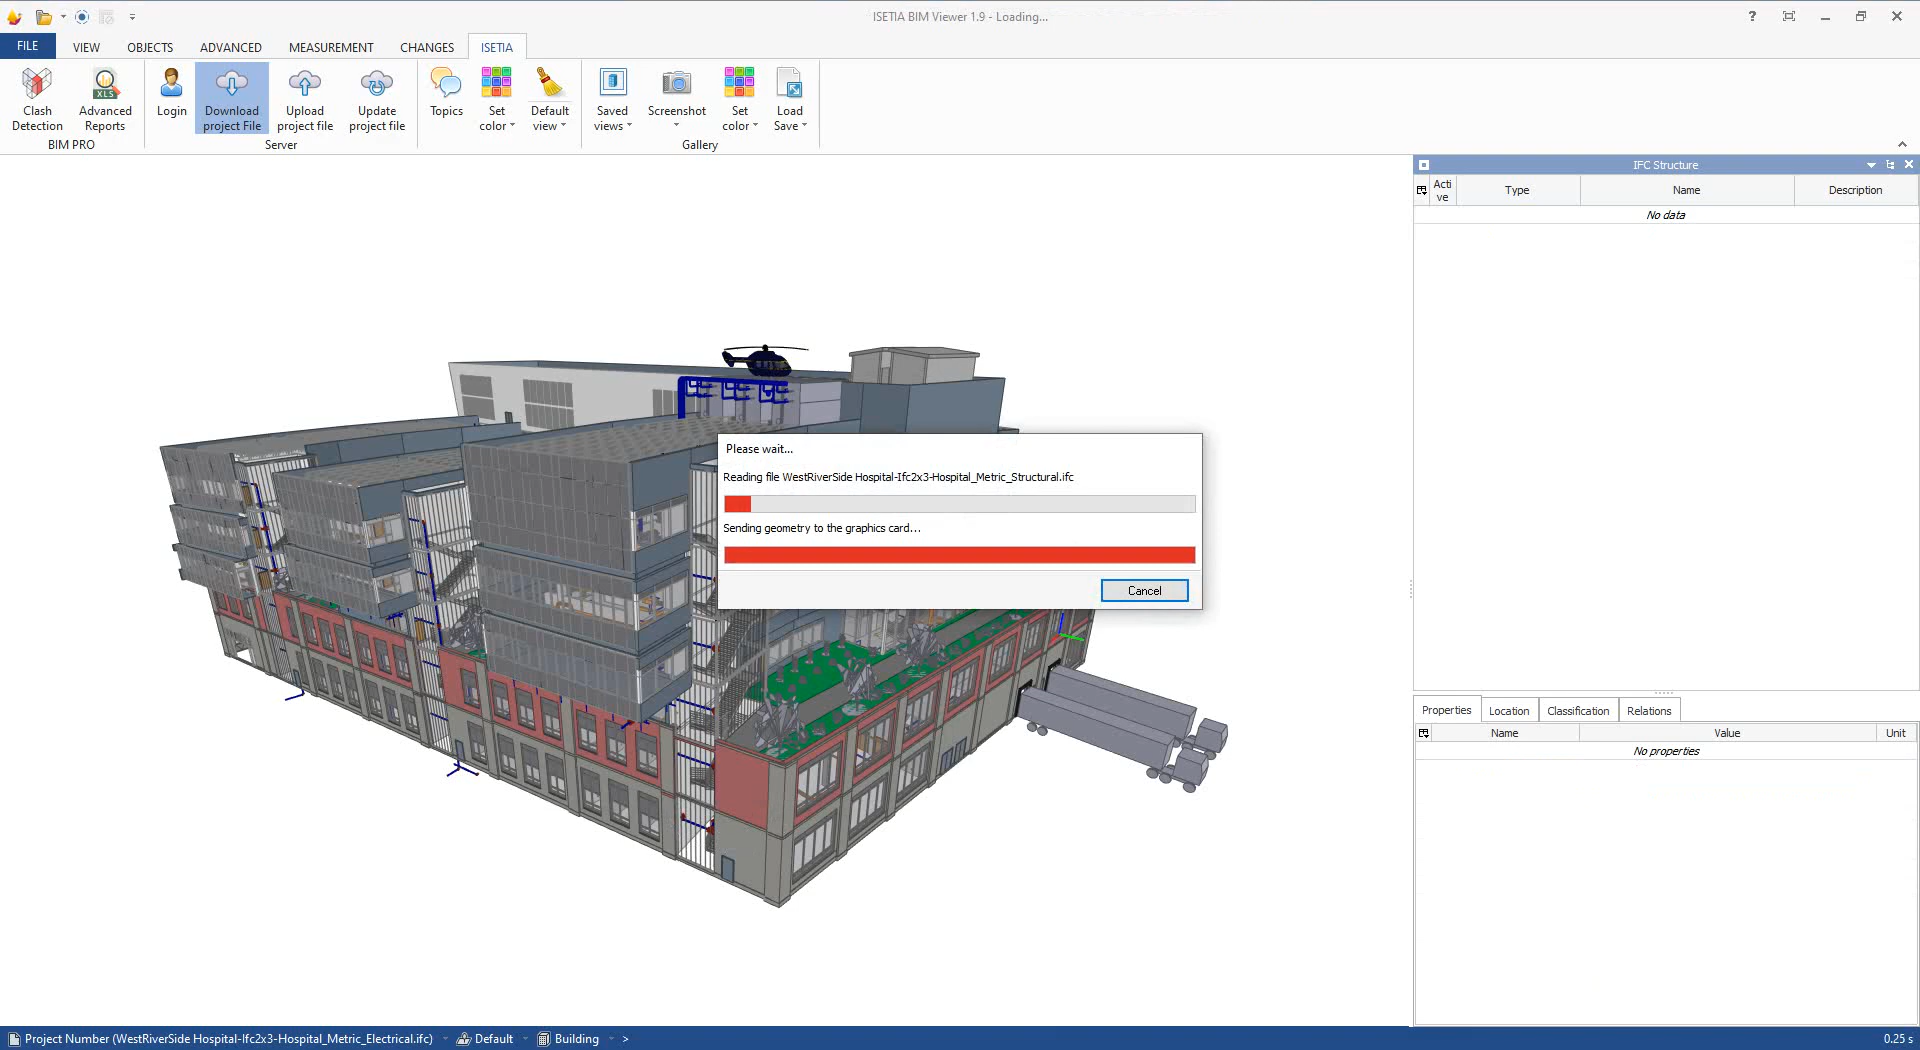 ISETIA BIM Viewer 1.9 - Loading...
FILE VIEW OBJECTS ADVANCED MEASUREMENT CHANGES ISETIA
Clash Detection
Advanced Reports
BIM PRO
Login
Download project File
Upload project file
Update project file
Server
Topics
Set color
Default view
Saved views
Screenshot
Set color
Load Save
Gallery
XLS
IFC Structure
Active Type Name Description
No data
Please wait...
Reading file WestRiverSide Hospital-Ifc2x3-Hospital_Metric_Structural.ifc
Sending geometry to the graphics card...
Cancel
Properties Location Classification Relations
Name Value Unit
No properties
Project Number (WestRiverSide Hospital-Ifc2x3-Hospital_Metric_Electrical.ifc) Default Building >
0.25 s